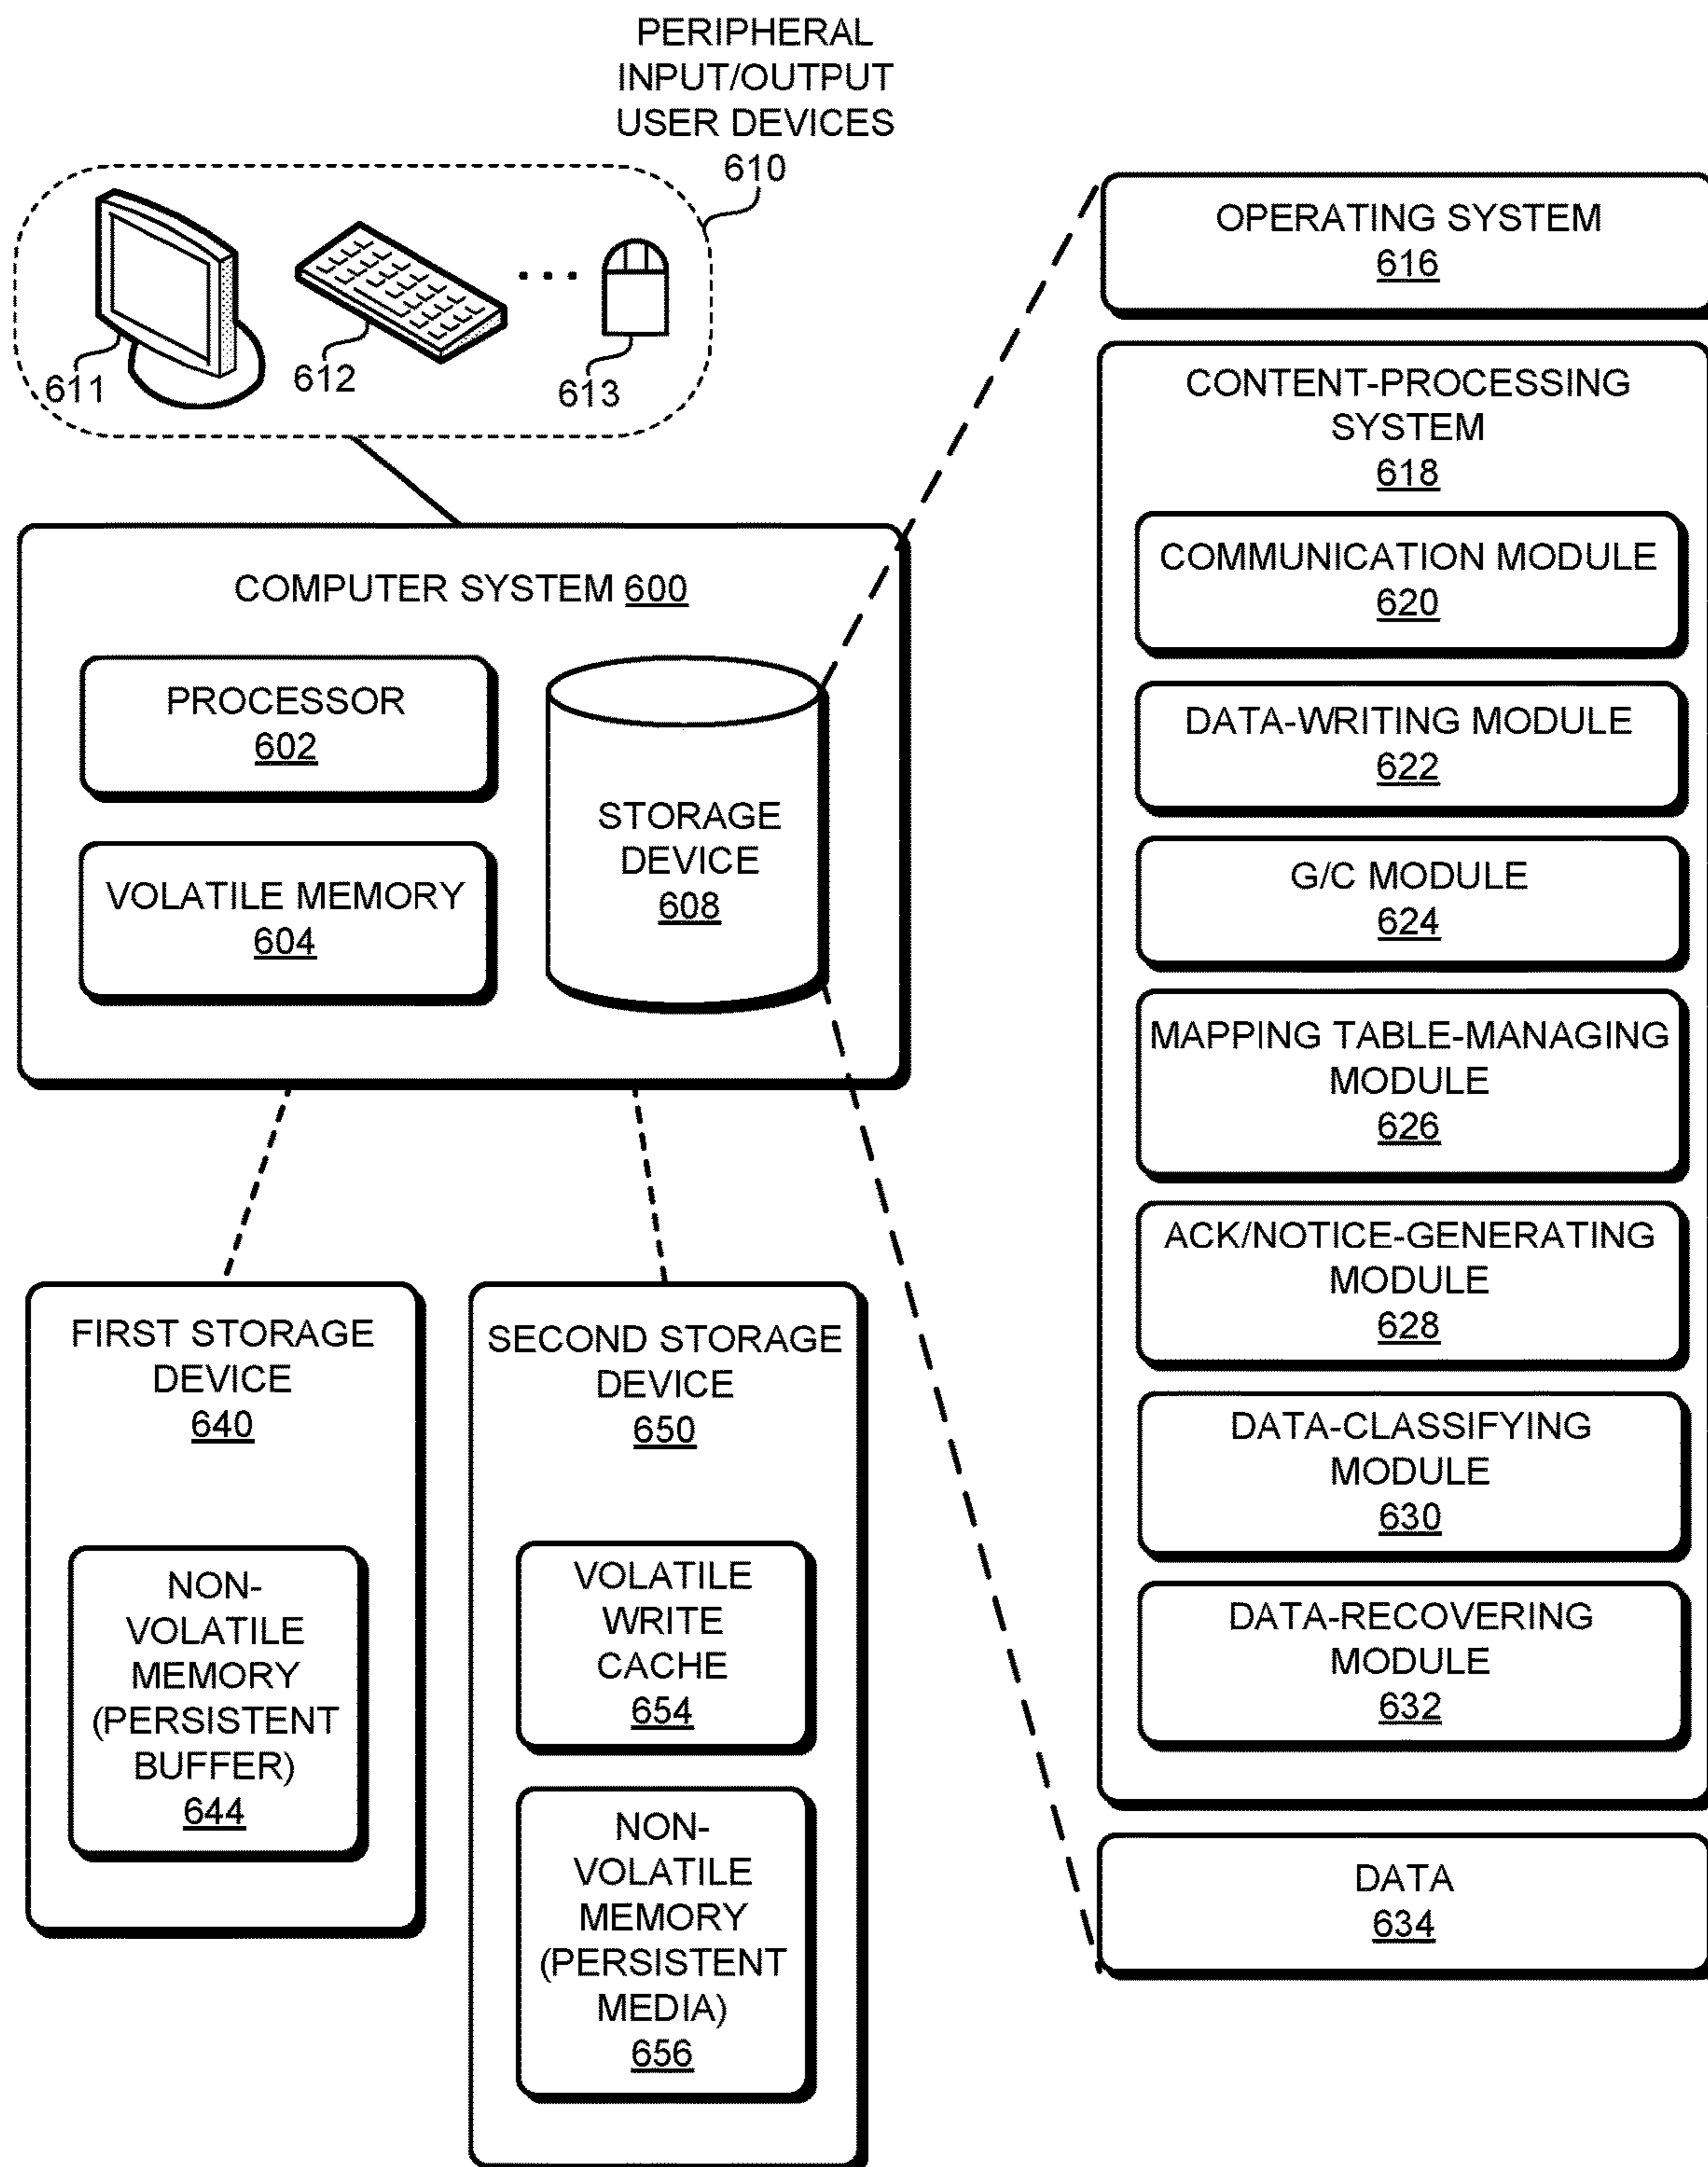 PERIPHERAL
INPUT/OUTPUT
USER DEVICES
610
611
612
613
COMPUTER SYSTEM 600
PROCESSOR
602
VOLATILE MEMORY
604
STORAGE
DEVICE
608
FIRST STORAGE
DEVICE
640
NON-
VOLATILE
MEMORY
(PERSISTENT
BUFFER)
644
SECOND STORAGE
DEVICE
650
VOLATILE
WRITE
CACHE
654
NON-
VOLATILE
MEMORY
(PERSISTENT
MEDIA)
656
OPERATING SYSTEM
616
CONTENT-PROCESSING
SYSTEM
618
COMMUNICATION MODULE
620
DATA-WRITING MODULE
622
G/C MODULE
624
MAPPING TABLE-MANAGING
MODULE
626
ACK/NOTICE-GENERATING
MODULE
628
DATA-CLASSIFYING
MODULE
630
DATA-RECOVERING
MODULE
632
DATA
634